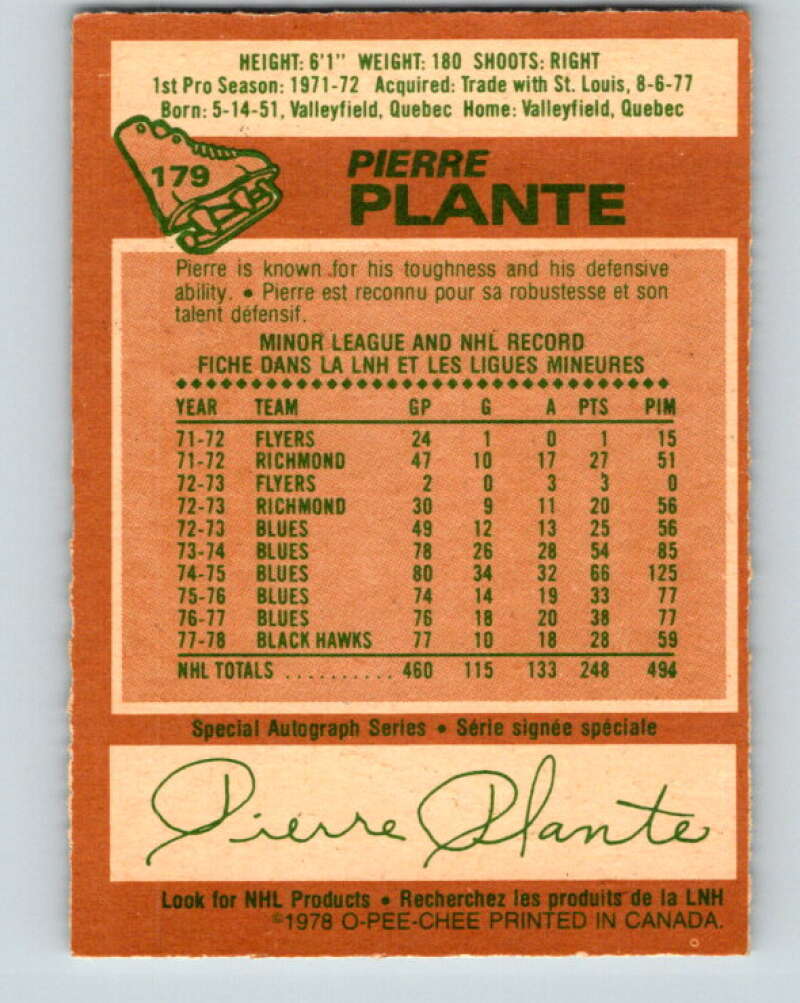 HEIGHT: 6'1" WEIGHT: 180 SHOOTS: RIGHT
1st Pro Season: 1971-72 Acquired: Trade with St. Louis, 8-6-77
Born: 5-14-51, Valleyfield, Quebec Home: Valleyfield, Quebec
179
PIERRE
PLANTE
Pierre is known for his toughness and his defensive
ability. • Pierre est reconnu pour sa robustesse et son
talent défensif.
MINOR LEAGUE AND NHL RECORD
FICHE DANS LA LNH ET LES LIGUES MINEURES
YEAR TEAM GP G A PTS PIM
71-72 FLYERS 24 1 0 1 15
71-72 RICHMOND 47 10 17 27 51
72-73 FLYERS 2 0 3 3 0
72-73 RICHMOND 30 9 11 20 56
72-73 BLUES 49 12 13 25 56
73-74 BLUES 78 26 28 54 85
74-75 BLUES 80 34 32 66 125
75-76 BLUES 74 14 19 33 77
76-77 BLUES 76 18 20 38 77
77-78 BLACK HAWKS 77 10 18 28 59
NHL TOTALS .......... 460 115 133 248 494
Special Autograph Series • Série signée spéciale
Pierre Plante
Look for NHL Products • Recherchez les produits de la LNH
©1978 O-PEE-CHEE PRINTED IN CANADA.